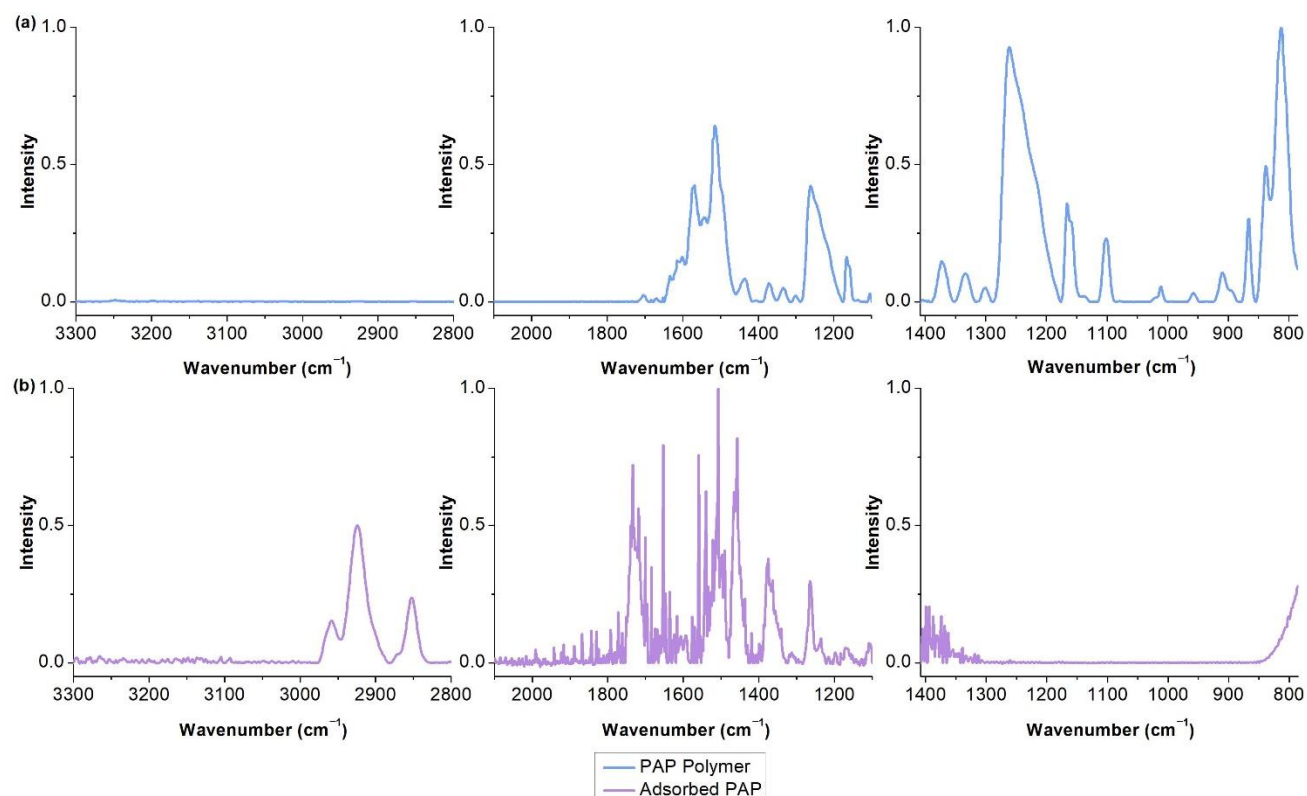 (a)
1.0
0.5
0.0
Intensity
3300 3200 3100 3000 2900 2800
Wavenumber (cm⁻¹)
1.0
0.5
0.0
Intensity
2000 1800 1600 1400 1200
Wavenumber (cm⁻¹)
1.0
0.5
0.0
Intensity
1400 1300 1200 1100 1000 900 800
Wavenumber (cm⁻¹)
(b)
1.0
0.5
0.0
Intensity
3300 3200 3100 3000 2900 2800
Wavenumber (cm⁻¹)
1.0
0.5
0.0
Intensity
2000 1800 1600 1400 1200
Wavenumber (cm⁻¹)
1.0
0.5
0.0
Intensity
1400 1300 1200 1100 1000 900 800
Wavenumber (cm⁻¹)
PAP Polymer
Adsorbed PAP